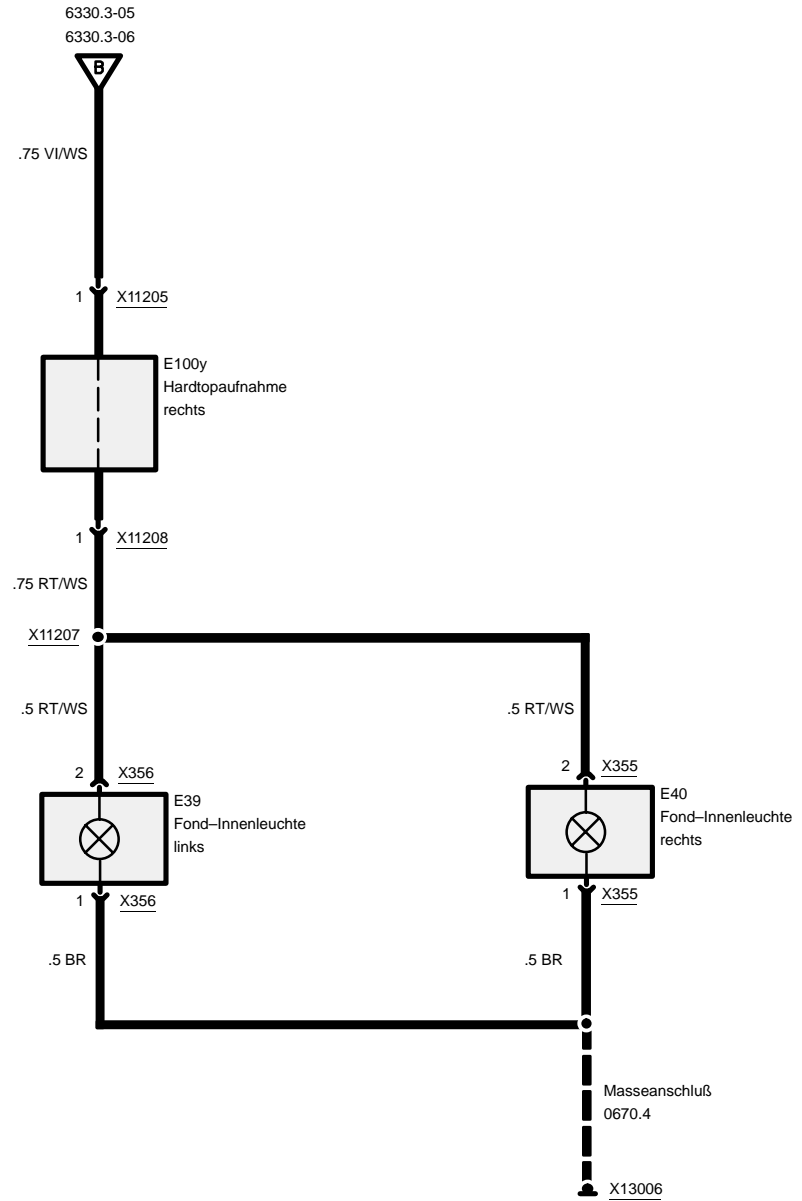 6330.3-05
6330.3-06
B
.75 VI/WS
1 X11205
E100y
Hardtopaufnahme
rechts
1 X11208
.75 RT/WS
X11207
.5 RT/WS
.5 RT/WS
2 X356
2 X355
E39
Fond–Innenleuchte
links
E40
Fond–Innenleuchte
rechts
1 X356
1 X355
.5 BR
.5 BR
Masseanschluß
0670.4
X13006